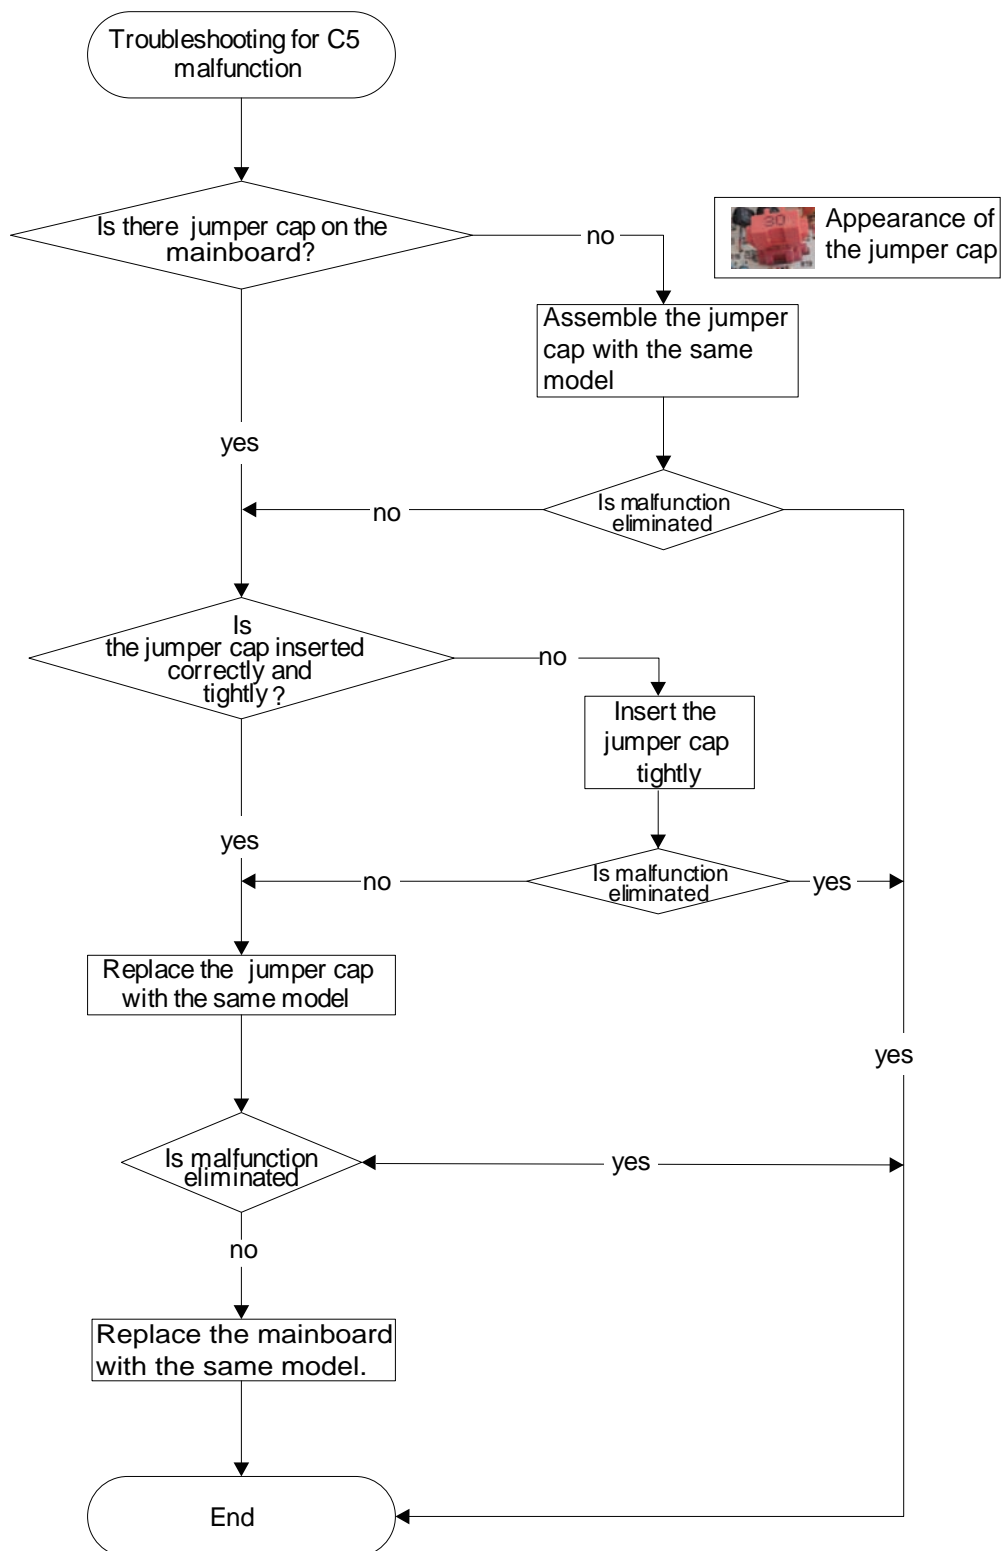 Troubleshooting for C5
malfunction
Is there jumper cap on the
mainboard?
no
Appearance of
the jumper cap
Assemble the jumper
cap with the same
model
yes
Is malfunction
eliminated
no
Is
the jumper cap inserted
correctly and
tightly?
no
Insert the
jumper cap
tightly
yes
Is malfunction
eliminated
no
yes
Replace the jumper cap
with the same model
yes
Is malfunction
eliminated
yes
no
Replace the mainboard
with the same model.
End